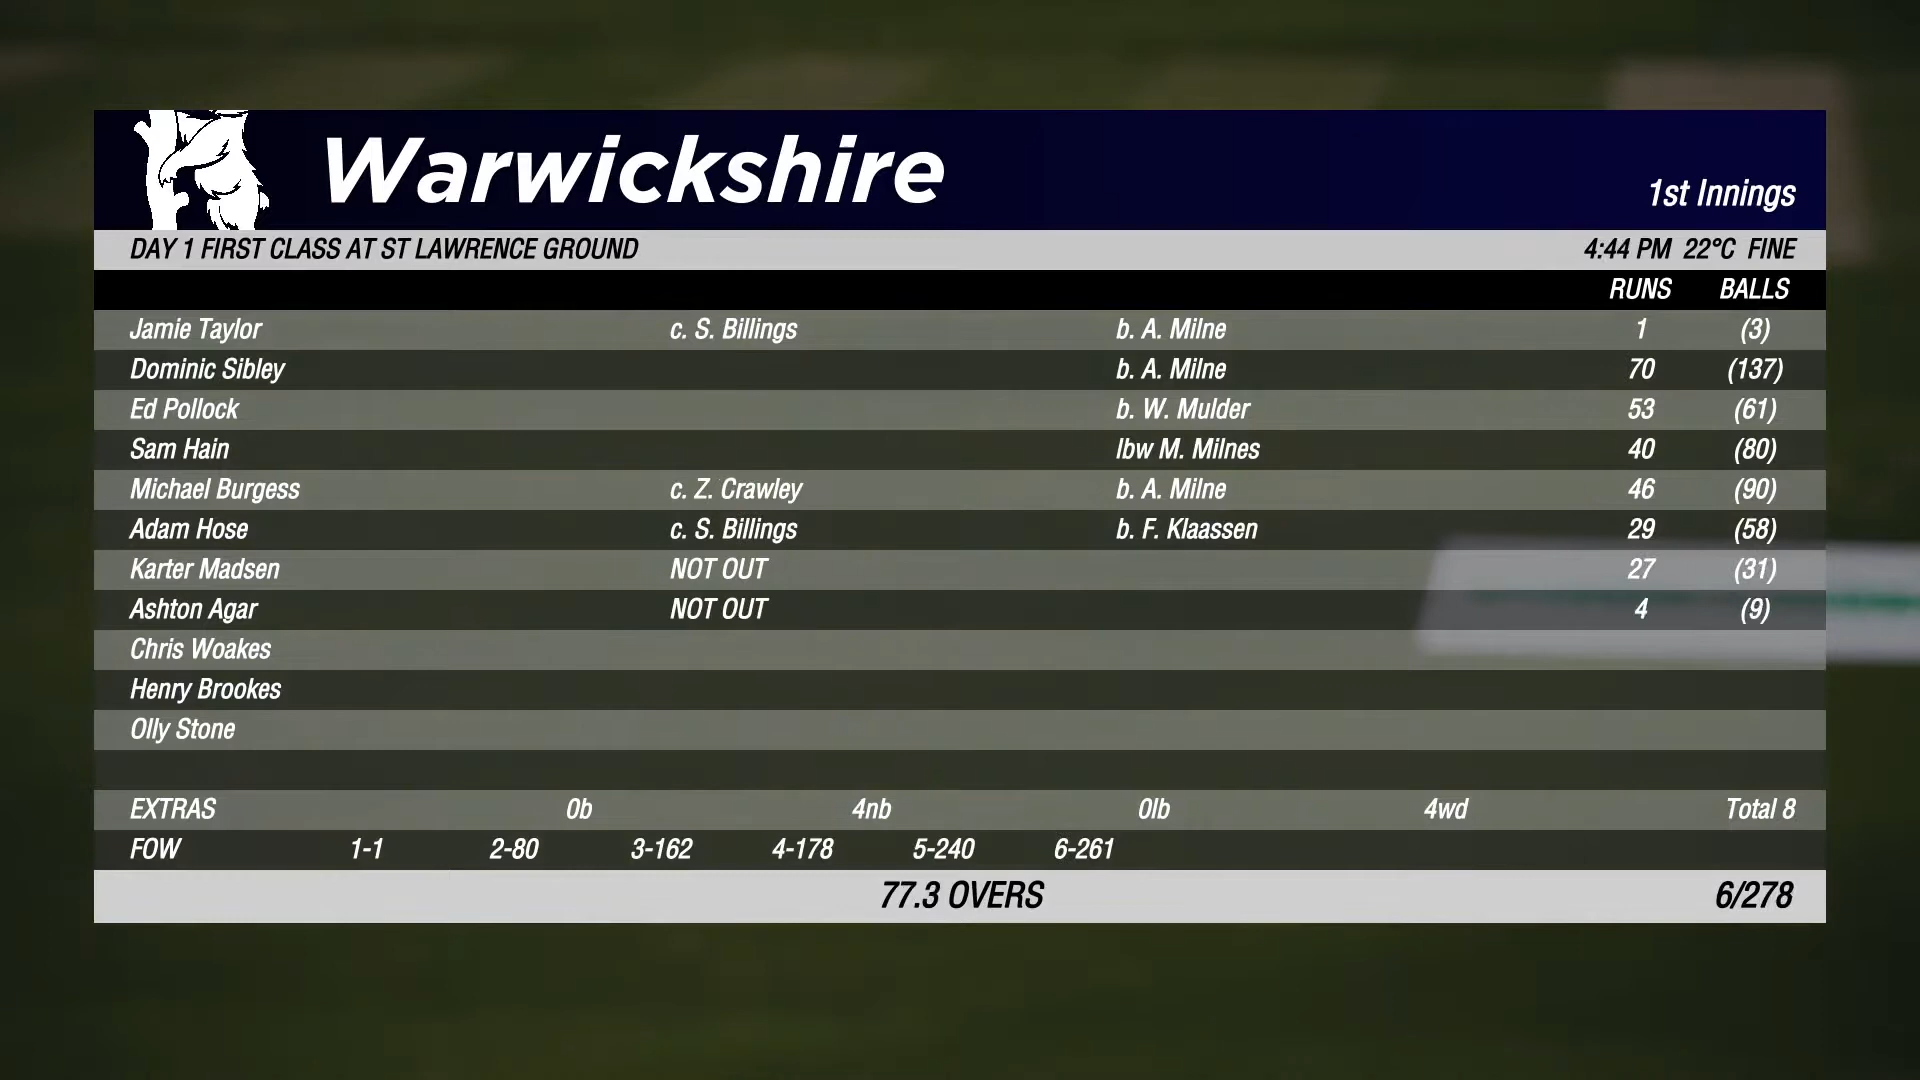 Warwickshire
1st Innings
DAY 1 FIRST CLASS AT ST LAWRENCE GROUND 4:44 PM 22°C FINE
RUNS BALLS
Jamie Taylor c. S. Billings b. A. Milne 1 (3)
Dominic Sibley b. A. Milne 70 (137)
Ed Pollock b. W. Mulder 53 (61)
Sam Hain lbw M. Milnes 40 (80)
Michael Burgess c. Z. Crawley b. A. Milne 46 (90)
Adam Hose c. S. Billings b. F. Klaassen 29 (58)
Karter Madsen NOT OUT 27 (31)
Ashton Agar NOT OUT 4 (9)
Chris Woakes
Henry Brookes
Olly Stone
EXTRAS 0b 4nb 0lb 4wd Total 8
FOW 1-1 2-80 3-162 4-178 5-240 6-261
77.3 OVERS 6/278